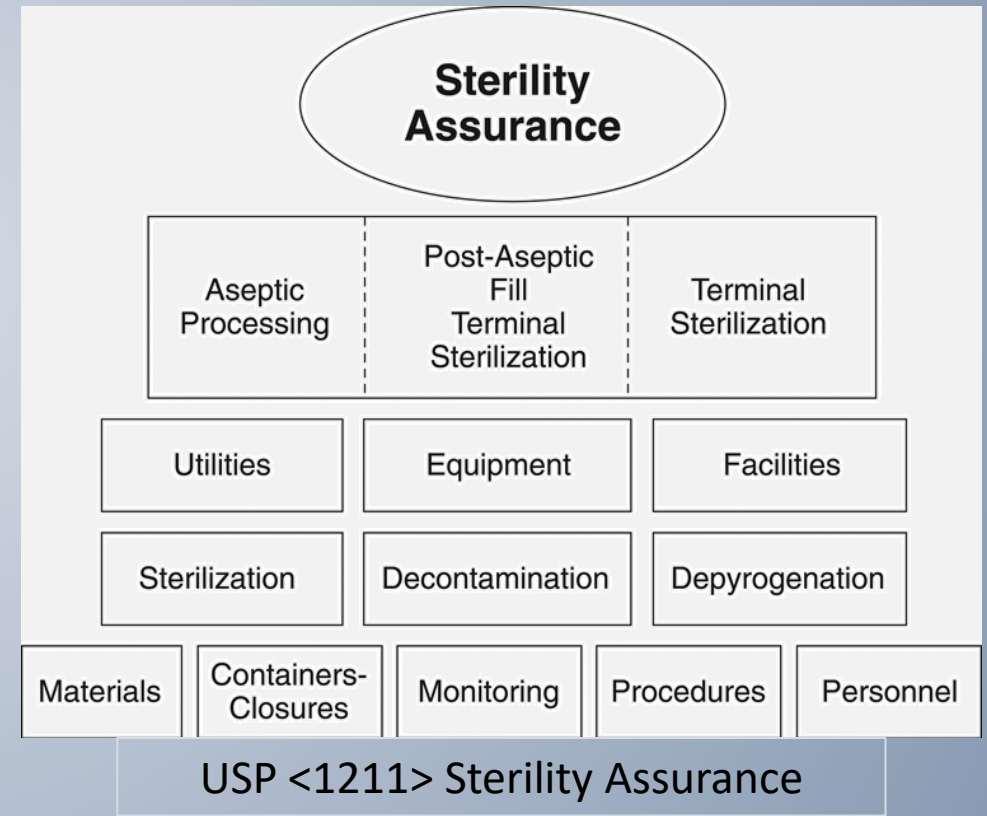 Sterility
Assurance
Aseptic
Processing
Post-Aseptic
Fill
Terminal
Sterilization
Terminal
Sterilization
Utilities
Equipment
Facilities
Sterilization
Decontamination
Depyrogenation
Materials
Containers-
Closures
Monitoring
Procedures
Personnel
USP <1211> Sterility Assurance